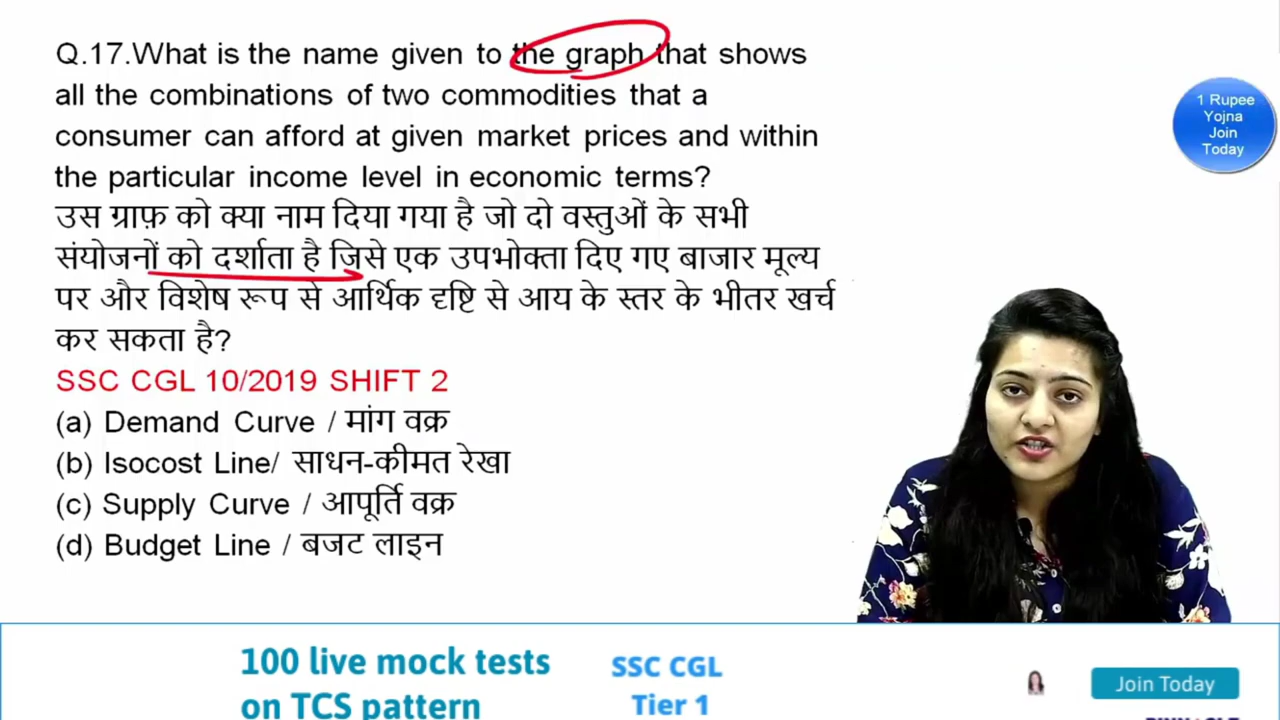 Q.17.What is the name given to the graph that shows
all the combinations of two commodities that a
consumer can afford at given market prices and within
the particular income level in economic terms?
उस ग्राफ़ को क्या नाम दिया गया है जो दो वस्तुओं के सभी
संयोजनों को दर्शाता है जिसे एक उपभोक्ता दिए गए बाजार मूल्य
पर और विशेष रूप से आर्थिक दृष्टि से आय के स्तर के भीतर खर्च
कर सकता है?
SSC CGL 10/2019 SHIFT 2
(a) Demand Curve / मांग वक्र
(b) Isocost Line/ साधन-कीमत रेखा
(c) Supply Curve / आपूर्ति वक्र
(d) Budget Line / बजट लाइन
1 Rupee
Yojna
Join
Today
100 live mock tests
on TCS pattern
SSC CGL
Tier 1
Join Today